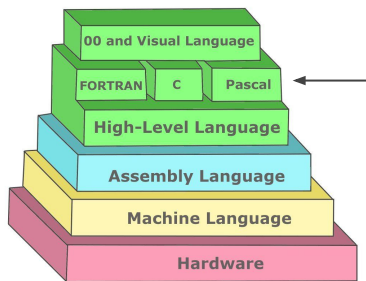 00 and Visual Language
FORTRAN C Pascal
High-Level Language
Assembly Language
Machine Language
Hardware